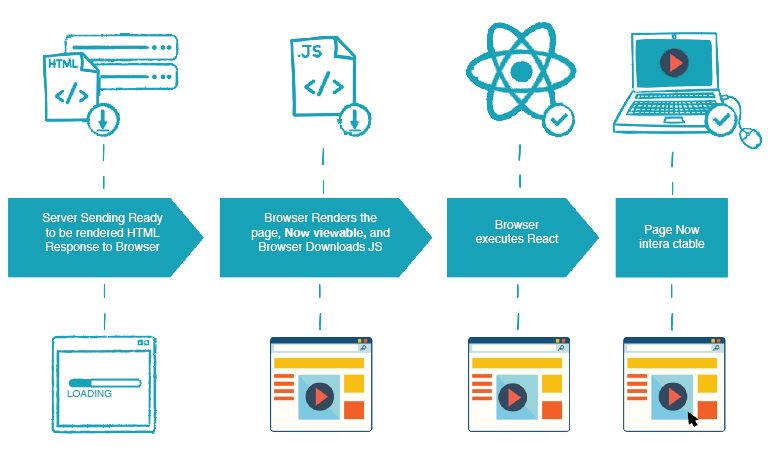 HTML
</>
.JS
</>
Server Sending Ready
to be rendered HTML
Response to Browser
Browser Renders the
page, Now viewable, and
Browser Downloads JS
Browser
executes React
Page Now
intera ctable
LOADING